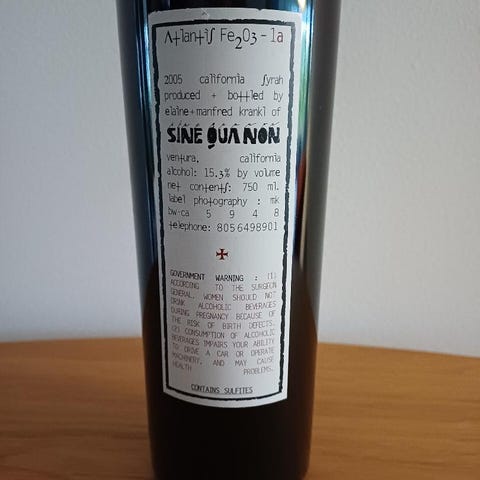 Atlantis Fe2O3 - 1a
2005 california syrah
produced + bottled by
elaine+manfred krankl of
SINE QUA NON
ventura, california
alcohol: 15.3% by volume
net contents: 750 ml.
label photography : mk
bw-ca 5 9 4 8
telephone: 8056498901
GOVERNMENT WARNING : (1)
ACCORDING TO THE SURGEON
GENERAL, WOMEN SHOULD NOT
DRINK ALCOHOLIC BEVERAGES
DURING PREGNANCY BECAUSE OF
THE RISK OF BIRTH DEFECTS.
(2) CONSUMPTION OF ALCOHOLIC
BEVERAGES IMPAIRS YOUR ABILITY
TO DRIVE A CAR OR OPERATE
MACHINERY, AND MAY CAUSE
HEALTH PROBLEMS.
CONTAINS SULFITES